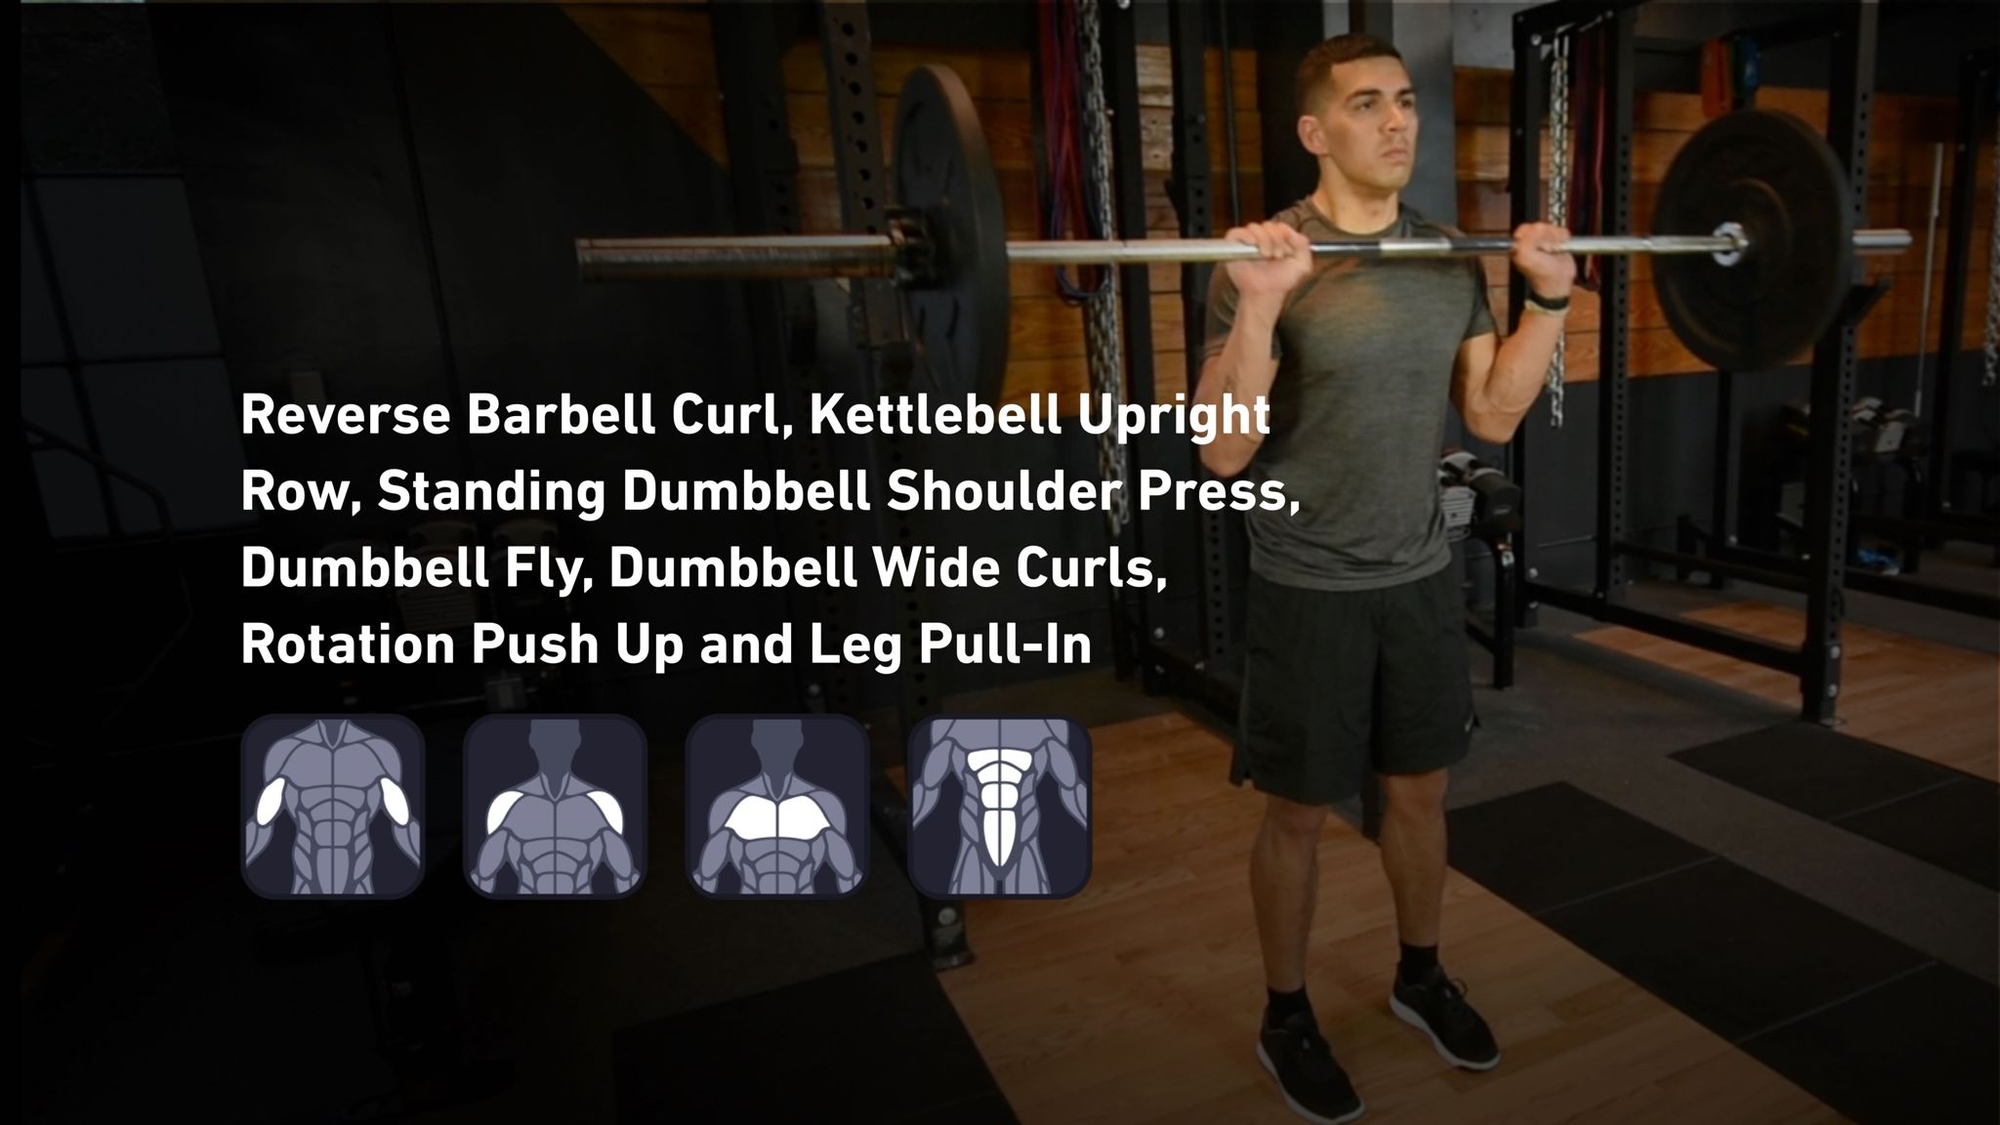 Reverse Barbell Curl, Kettlebell Upright
Row, Standing Dumbbell Shoulder Press,
Dumbbell Fly, Dumbbell Wide Curls,
Rotation Push Up and Leg Pull-In